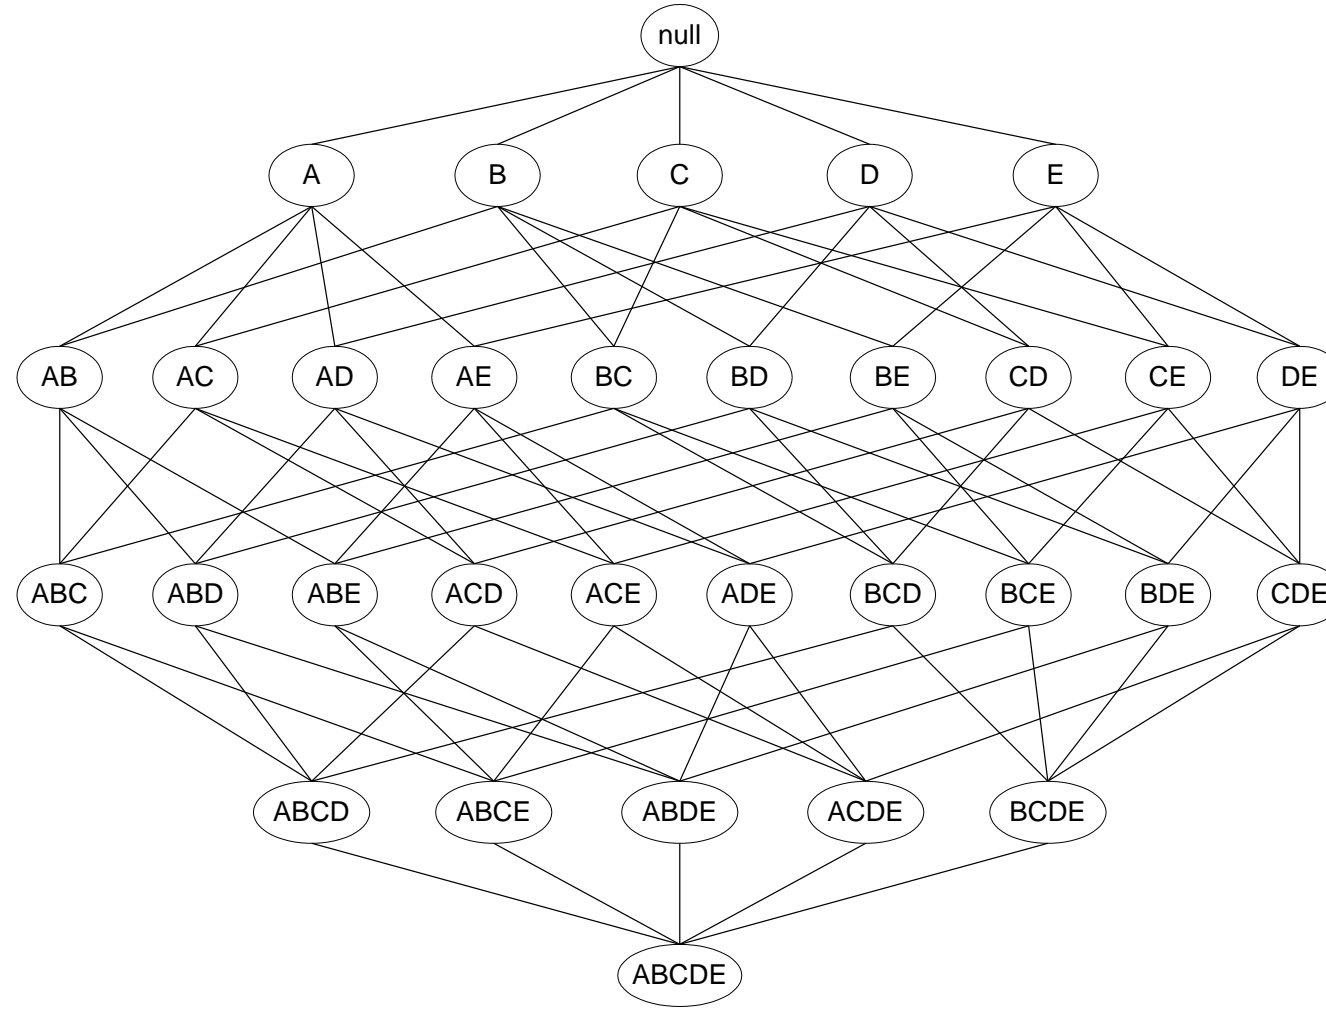 null
A B C D E
AB AC AD AE BC BD BE CD CE DE
ABC ABD ABE ACD ACE ADE BCD BCE BDE CDE
ABCD ABCE ABDE ACDE BCDE
ABCDE